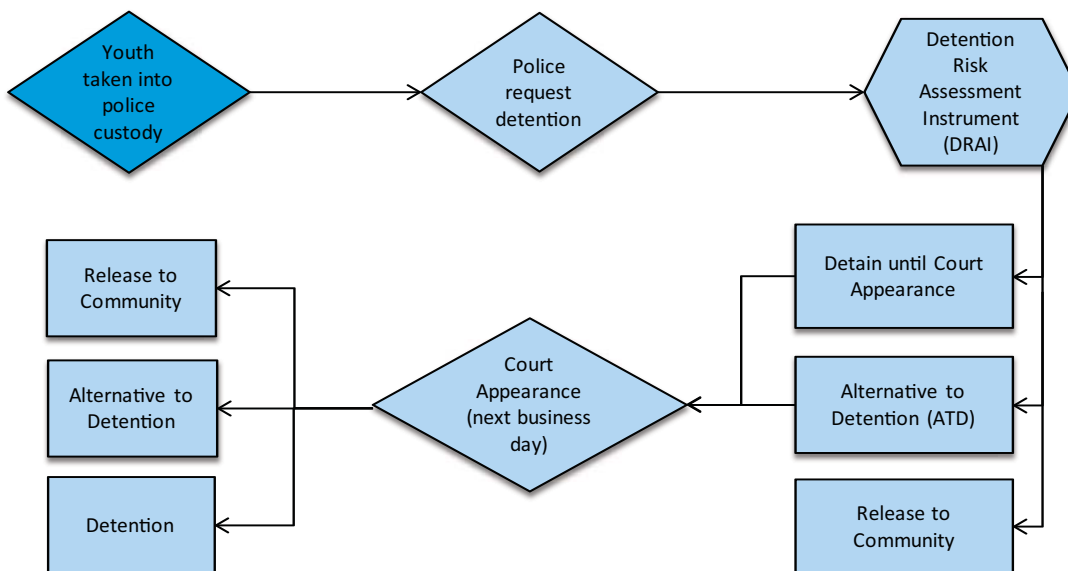 Youth
taken into
police
custody
Police
request
detention
Detention
Risk
Assessment
Instrument
(DRAI)
Release to
Community
Detain until Court
Appearance
Court
Appearance
(next business
day)
Alternative to
Detention
Alternative to
Detention (ATD)
Detention
Release to
Community